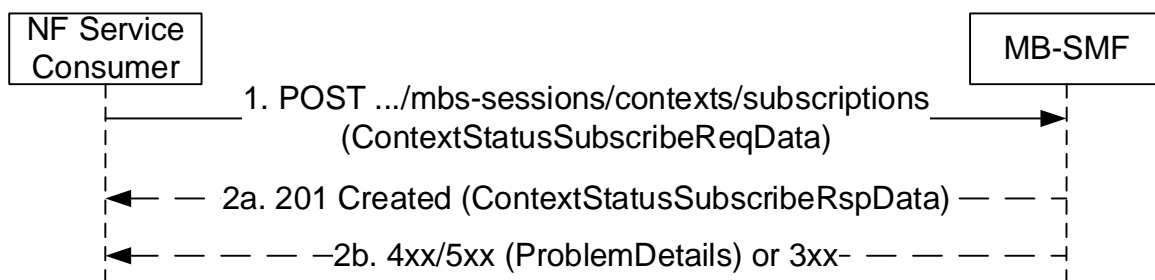 NF Service
Consumer
MB-SMF
1. POST .../mbs-sessions/contexts/subscriptions
(ContextStatusSubscribeReqData)
2a. 201 Created (ContextStatusSubscribeRspData)
2b. 4xx/5xx (ProblemDetails) or 3xx